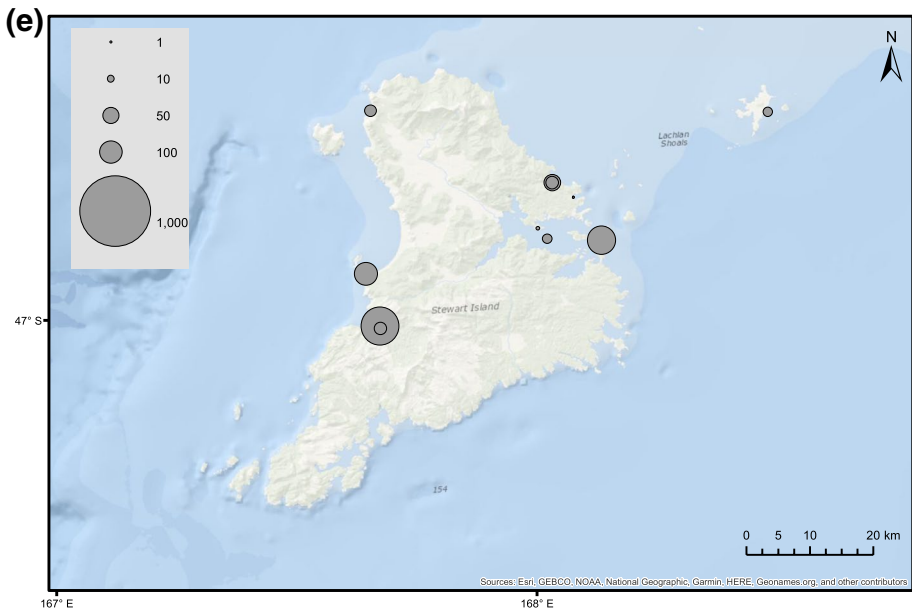 (e)
1
10
50
100
1,000
N
Lachlan
Shoals
Stewart Island
47° S
154
0 5 10 20 km
Sources: Esri, GEBCO, NOAA, National Geographic, Garmin, HERE, Geonames.org, and other contributors
167° E
168° E